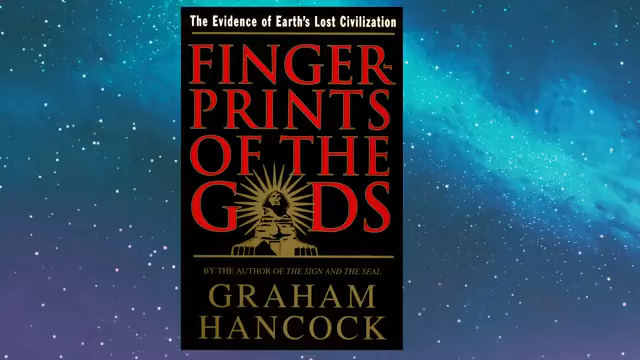 The Evidence of Earth's Lost Civilization
FINGER-
PRINTS
OF THE
GODS
BY THE AUTHOR OF THE SIGN AND THE SEAL
GRAHAM
HANCOCK